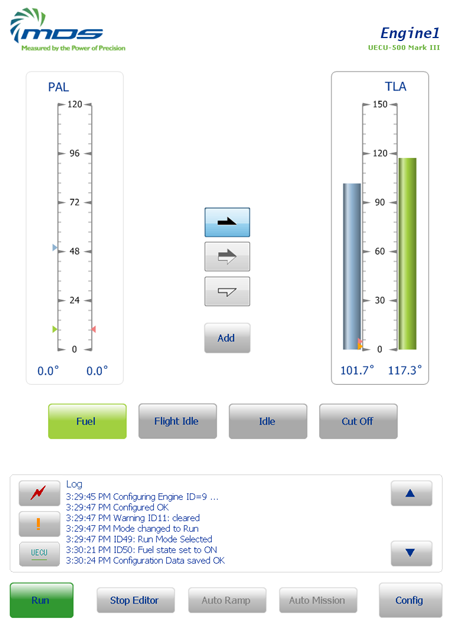 MDS
Measured by the Power of Precision
Engine1
UECU-500 Mark III
PAL
120
96
72
48
24
0
0.0° 0.0°
Add
TLA
150
120
90
60
30
0
101.7° 117.3°
Fuel Flight Idle Idle Cut Off
Log
3:29:45 PM Configuring Engine ID=9 ...
3:29:47 PM Configured OK
3:29:47 PM Warning ID11: cleared
3:29:47 PM Mode changed to Run
3:29:47 PM ID49: Run Mode Selected
3:30:21 PM ID50: Fuel state set to ON
3:30:24 PM Configuration Data saved OK
!
UECU
Run Stop Editor Auto Ramp Auto Mission Config